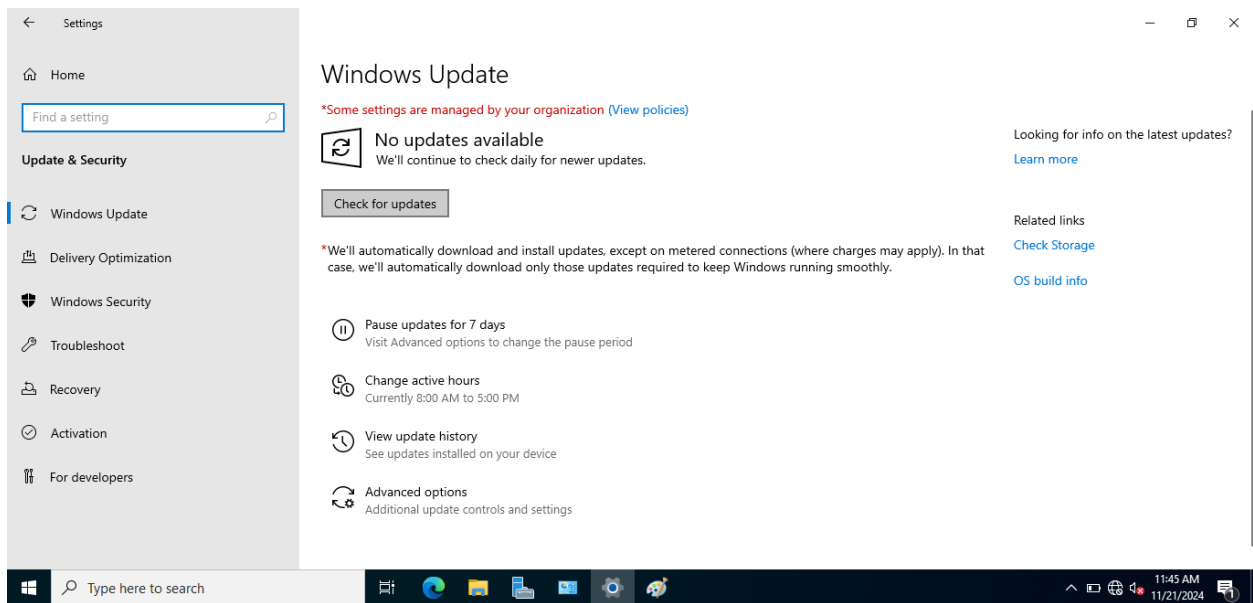 Settings
Home
Find a setting
Update & Security
Windows Update
Delivery Optimization
Windows Security
Troubleshoot
Recovery
Activation
For developers
Windows Update
*Some settings are managed by your organization (View policies)
No updates available
We'll continue to check daily for newer updates.
Check for updates
*We'll automatically download and install updates, except on metered connections (where charges may apply). In that
case, we'll automatically download only those updates required to keep Windows running smoothly.
Pause updates for 7 days
Visit Advanced options to change the pause period
Change active hours
Currently 8:00 AM to 5:00 PM
View update history
See updates installed on your device
Advanced options
Additional update controls and settings
Looking for info on the latest updates?
Learn more
Related links
Check Storage
OS build info
Type here to search
11:45 AM
11/21/2024
1